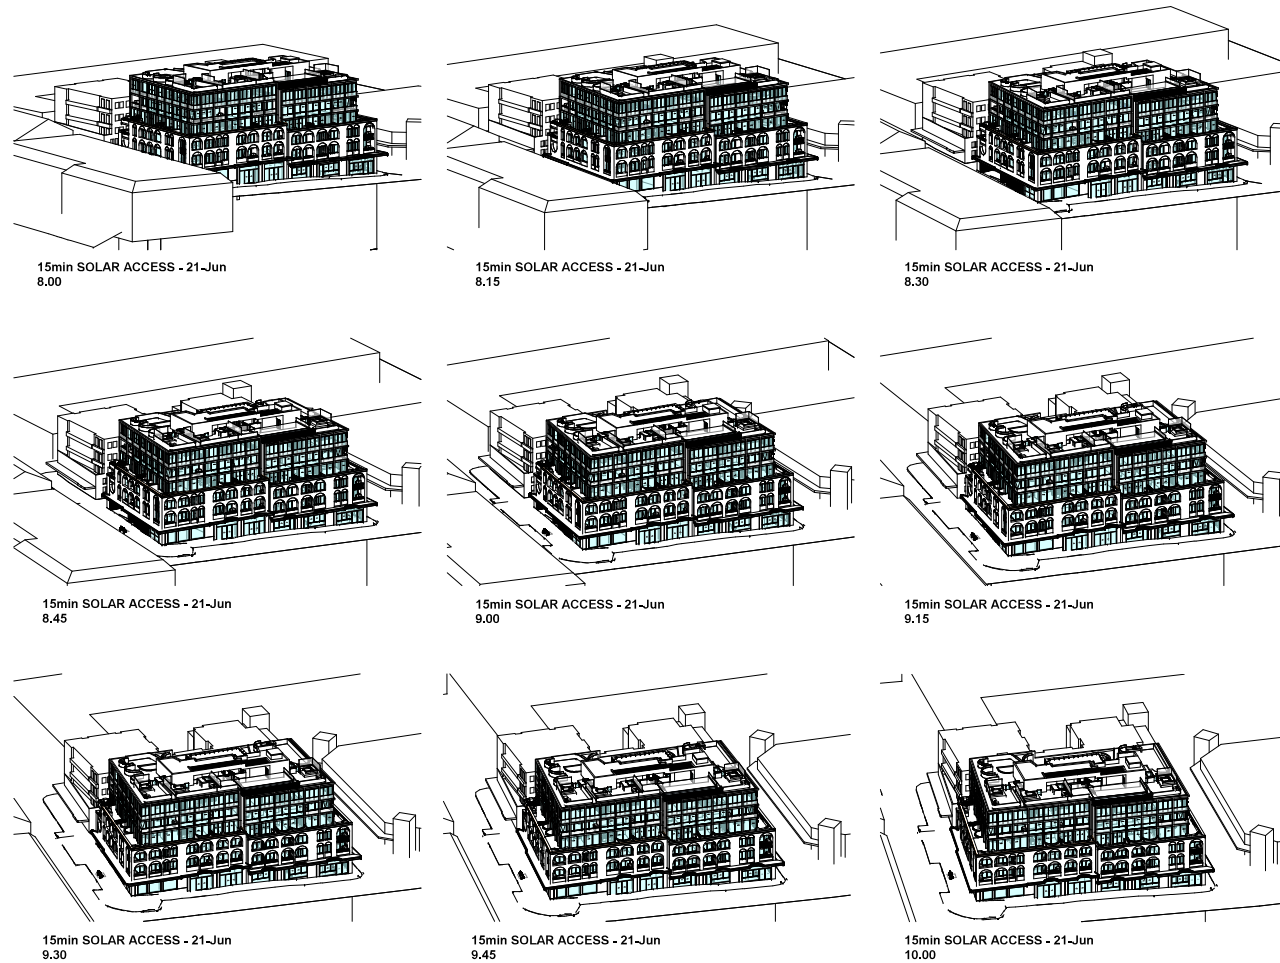 15min SOLAR ACCESS - 21-Jun
8.00
15min SOLAR ACCESS - 21-Jun
8.15
15min SOLAR ACCESS - 21-Jun
8.30
15min SOLAR ACCESS - 21-Jun
8.45
15min SOLAR ACCESS - 21-Jun
9.00
15min SOLAR ACCESS - 21-Jun
9.15
15min SOLAR ACCESS - 21-Jun
9.30
15min SOLAR ACCESS - 21-Jun
9.45
15min SOLAR ACCESS - 21-Jun
10.00